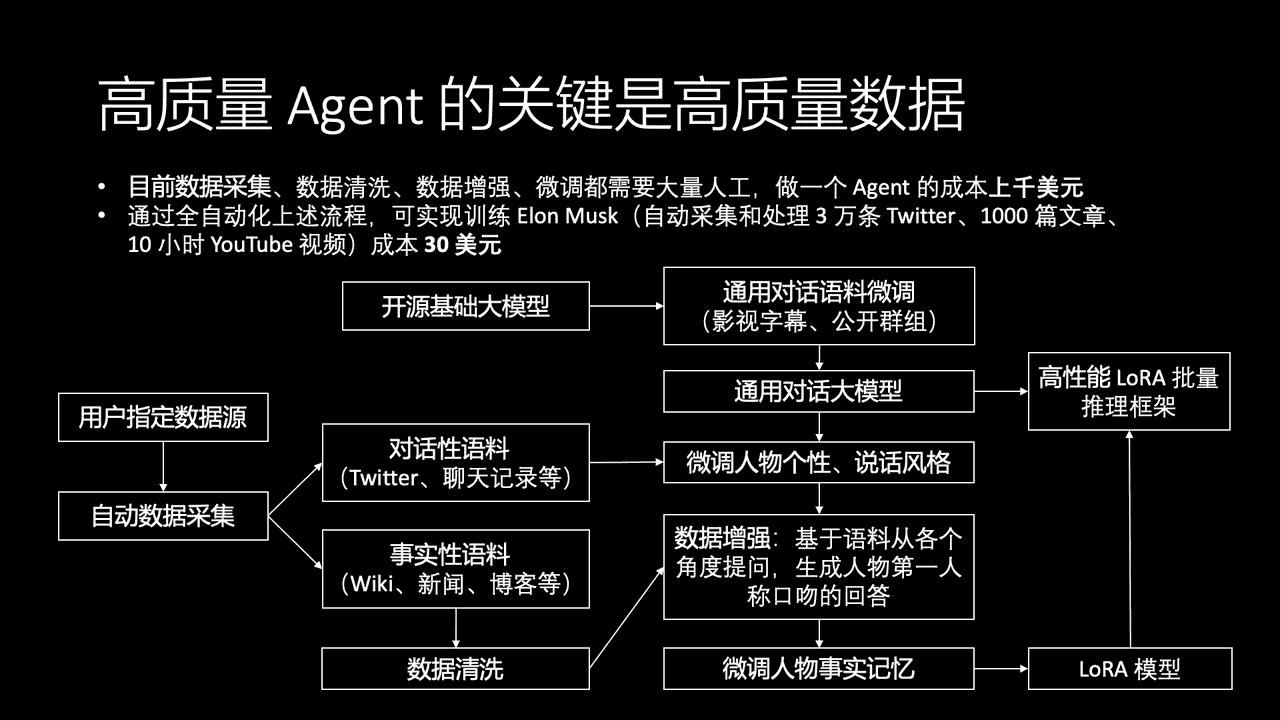 高质量 Agent 的关键是高质量数据
• 目前数据采集、数据清洗、数据增强、微调都需要大量人工，做一个 Agent 的成本上千美元
• 通过全自动化上述流程，可实现训练 Elon Musk（自动采集和处理 3 万条 Twitter、1000 篇文章、
10 小时 YouTube 视频）成本 30 美元
开源基础大模型
通用对话语料微调
（影视字幕、公开群组）
通用对话大模型
高性能 LoRA 批量
推理框架
用户指定数据源
自动数据采集
对话性语料
（Twitter、聊天记录等）
微调人物个性、说话风格
事实性语料
（Wiki、新闻、博客等）
数据增强：基于语料从各个
角度提问，生成人物第一人
称口吻的回答
数据清洗
微调人物事实记忆
LoRA 模型